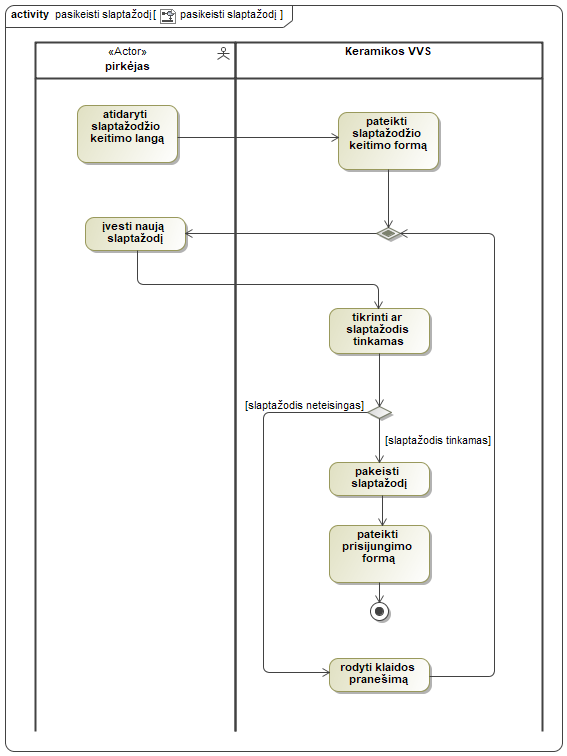 activity pasikeisti slaptažodį [ pasikeisti slaptažodį ]
«Actor»
pirkėjas
Keramikos VVS
atidaryti
slaptažodžio
keitimo langą
pateikti
slaptažodžio
keitimo formą
įvesti naują
slaptažodį
tikrinti ar
slaptažodis
tinkamas
[slaptažodis neteisingas]
[slaptažodis tinkamas]
pakeisti
slaptažodį
pateikti
prisijungimo
formą
rodyti klaidos
pranešimą